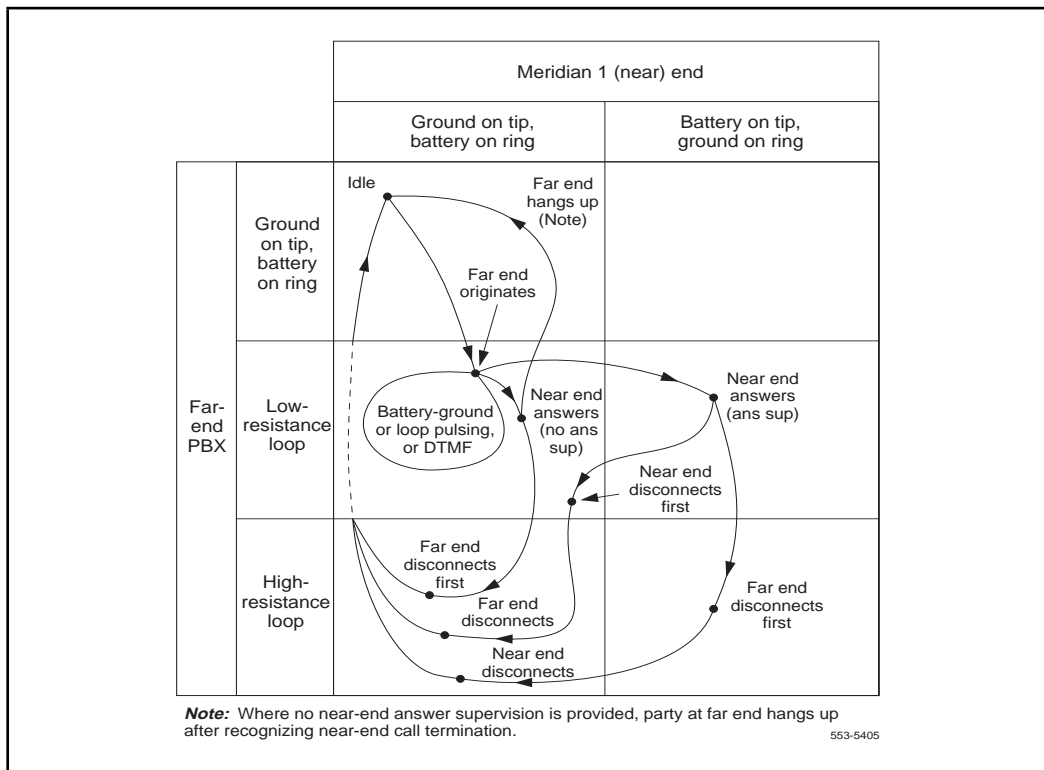 Meridian 1 (near) end
Ground on tip,
battery on ring
Battery on tip,
ground on ring
Far-
end
PBX
Ground
on tip,
battery
on ring
Idle
Far end
hangs up
(Note)
Far end
originates
Low-
resistance
loop
Battery-ground
or loop pulsing,
or DTMF
Near end
answers
(no ans
sup)
Near end
answers
(ans sup)
Near end
disconnects
first
High-
resistance
loop
Far end
disconnects
first
Far end
disconnects
Near end
disconnects
Far end
disconnects
first
Note: Where no near-end answer supervision is provided, party at far end hangs up
after recognizing near-end call termination.
553-5405